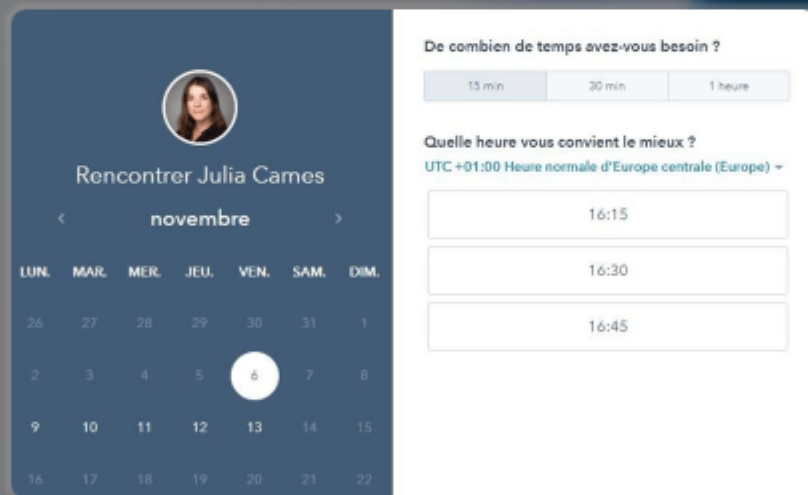 Rencontrer Julia Cames
novembre
LUN. MAR. MER. JEU. VEN. SAM. DIM.
26 27 28 29 30 31 1
2 3 4 5 6 7 8
9 10 11 12 13 14 15
16 17 18 19 20 21 22
De combien de temps avez-vous besoin ?
15 min 30 min 1 heure
Quelle heure vous convient le mieux ?
UTC +01:00 Heure normale d'Europe centrale (Europe)
16:15
16:30
16:45